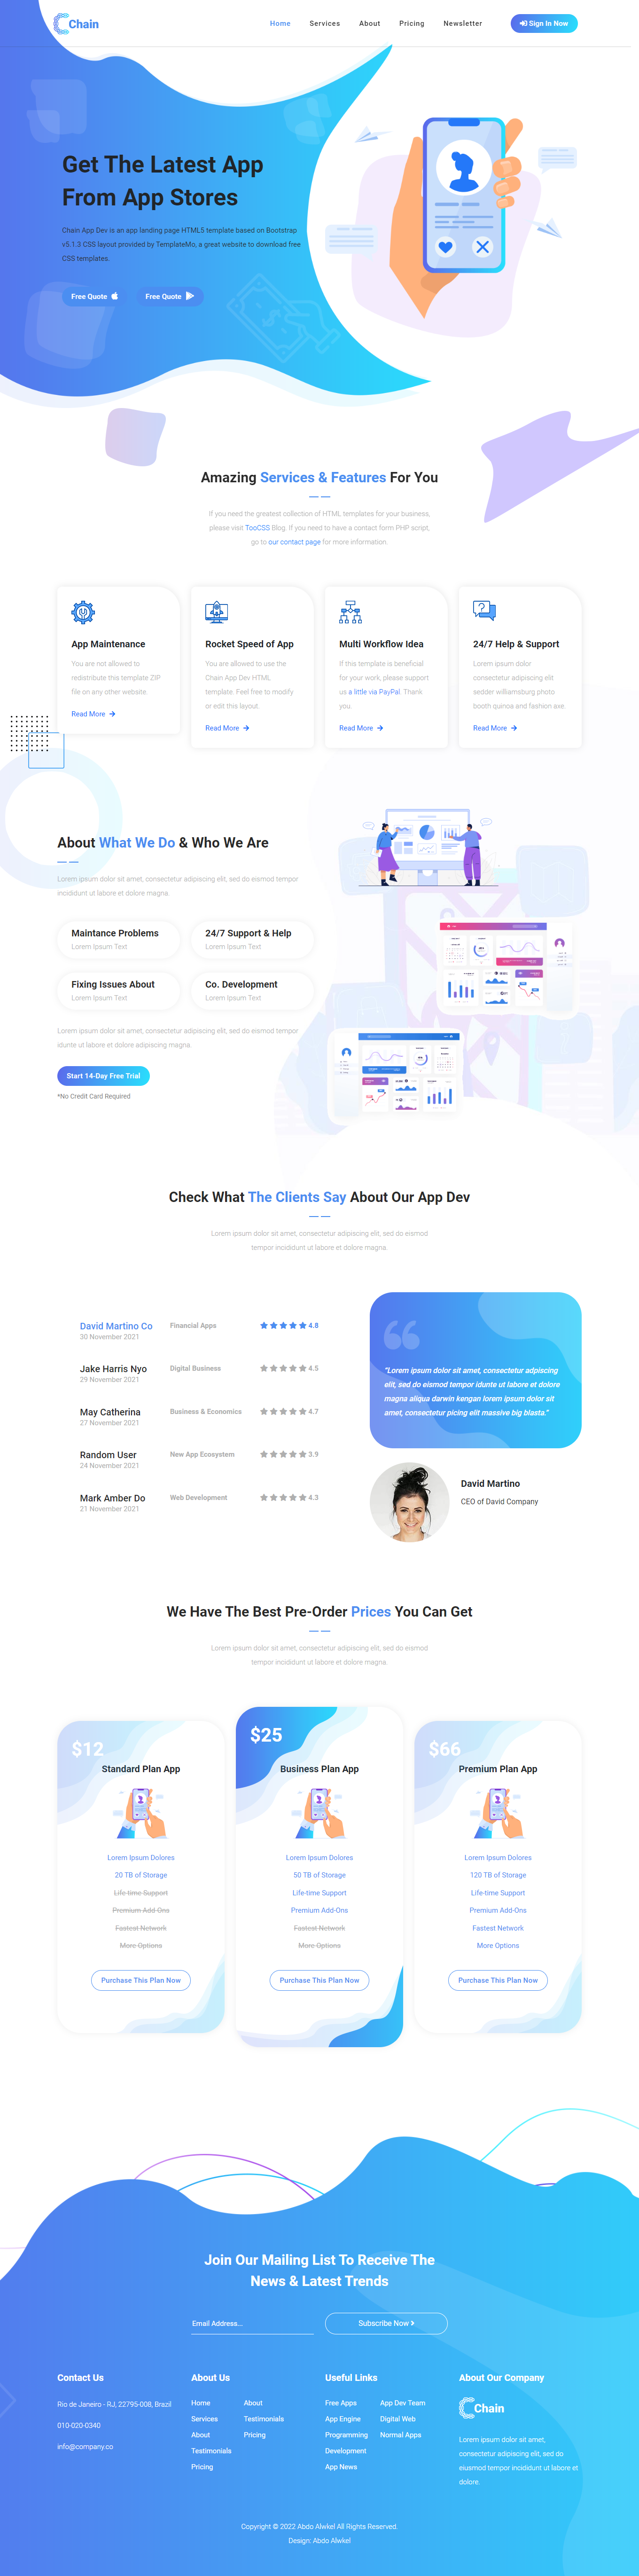 Chain
Home Services About Pricing Newsletter Sign In Now
Get The Latest App
From App Stores
Chain App Dev is an app landing page HTML5 template based on Bootstrap
v5.1.3 CSS layout provided by TemplateMo, a great website to download free
CSS templates.
Free Quote Free Quote
Amazing Services & Features For You
If you need the greatest collection of HTML templates for your business,
please visit TooCSS Blog. If you need to have a contact form PHP script,
go to our contact page for more information.
App Maintenance
You are not allowed to
redistribute this template ZIP
file on any other website.
Read More
Rocket Speed of App
You are allowed to use the
Chain App Dev HTML
template. Feel free to modify
or edit this layout.
Read More
Multi Workflow Idea
If this template is beneficial
for your work, please support
us a little via PayPal. Thank
you.
Read More
24/7 Help & Support
Lorem ipsum dolor
consectetur adipiscing elit
sedder williamsburg photo
booth quinoa and fashion axe.
Read More
About What We Do & Who We Are
Lorem ipsum dolor sit amet, consectetur adipiscing elit, sed do eismod tempor
incididunt ut labore et dolore magna.
Maintance Problems
Lorem Ipsum Text
24/7 Support & Help
Lorem Ipsum Text
Fixing Issues About
Lorem Ipsum Text
Co. Development
Lorem Ipsum Text
Lorem ipsum dolor sit amet, consectetur adipiscing elit, sed do eismod tempor
idunte ut labore et dolore adipiscing magna.
Start 14-Day Free Trial
*No Credit Card Required
Check What The Clients Say About Our App Dev
Lorem ipsum dolor sit amet, consectetur adipiscing elit, sed do eismod
tempor incididunt ut labore et dolore magna.
David Martino Co Financial Apps 4.8
30 November 2021
Jake Harris Nyo Digital Business 4.5
29 November 2021
May Catherina Business & Economics 4.7
27 November 2021
Random User New App Ecosystem 3.9
24 November 2021
Mark Amber Do Web Development 4.3
21 November 2021
“Lorem ipsum dolor sit amet, consectetur adpiscing
elit, sed do eismod tempor idunte ut labore et dolore
magna aliqua darwin kengan lorem ipsum dolor sit
amet, consectetur picing elit massive big blasta.”
David Martino
CEO of David Company
We Have The Best Pre-Order Prices You Can Get
Lorem ipsum dolor sit amet, consectetur adipiscing elit, sed do eismod
tempor incididunt ut labore et dolore magna.
$12
Standard Plan App
Lorem Ipsum Dolores
20 TB of Storage
Life-time Support
Premium Add-Ons
Fastest Network
More Options
Purchase This Plan Now
$25
Business Plan App
Lorem Ipsum Dolores
50 TB of Storage
Life-time Support
Premium Add-Ons
Fastest Network
More Options
Purchase This Plan Now
$66
Premium Plan App
Lorem Ipsum Dolores
120 TB of Storage
Life-time Support
Premium Add-Ons
Fastest Network
More Options
Purchase This Plan Now
Join Our Mailing List To Receive The
News & Latest Trends
Email Address... Subscribe Now
Contact Us
Rio de Janeiro - RJ, 22795-008, Brazil
010-020-0340
info@company.co
About Us
Home
Services
About
Testimonials
Pricing
About
Testimonials
Pricing
Useful Links
Free Apps
App Engine
Programming
Development
App News
App Dev Team
Digital Web
Normal Apps
About Our Company
Chain
Lorem ipsum dolor sit amet,
consectetur adipiscing elit, sed do
eiusmod tempor incididunt ut labore et
dolore.
Copyright © 2022 Abdo Alwkel All Rights Reserved.
Design: Abdo Alwkel